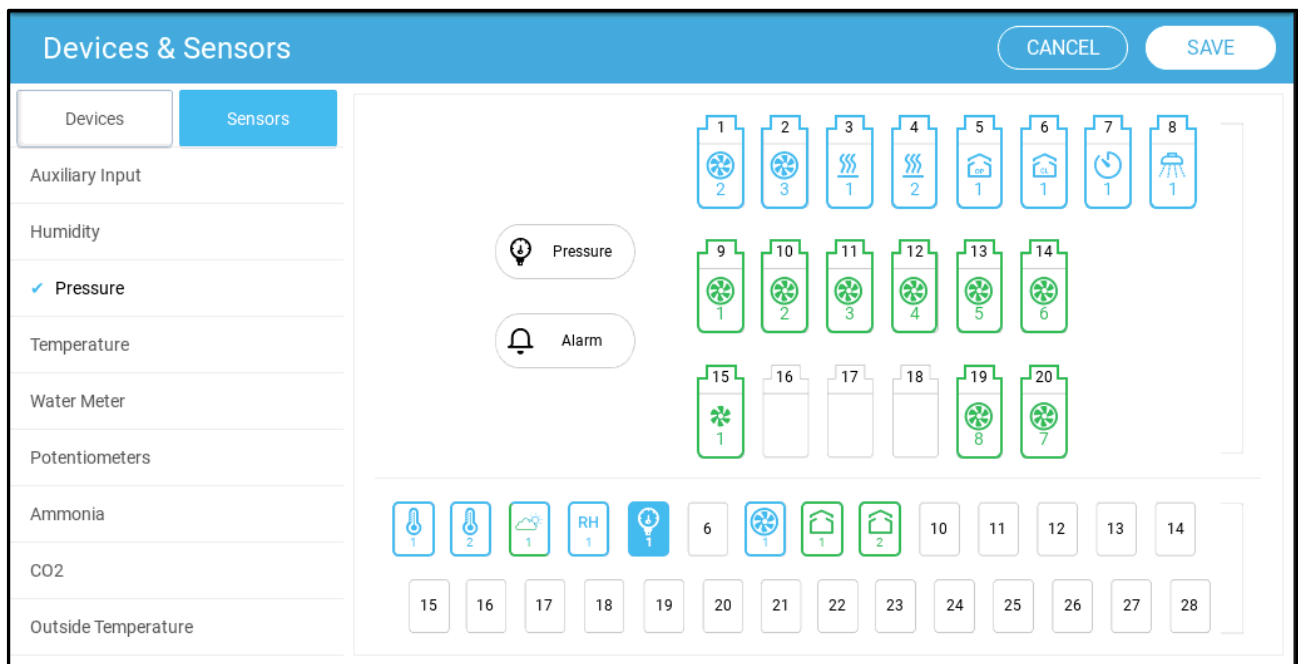 Devices & Sensors CANCEL SAVE
Devices Sensors
Auxiliary Input
Humidity
Pressure
Temperature
Water Meter
Potentiometers
Ammonia
CO2
Outside Temperature
Pressure
Alarm
1 2 3 4 5 6 7 8
OP CL
2 3 1 2 1 1 1 1
9 10 11 12 13 14
1 2 3 4 5 6
15 16 17 18 19 20
1 8 7
RH 6 10 11 12 13 14
1 2 1 1 1 1 1 2
15 16 17 18 19 20 21 22 23 24 25 26 27 28